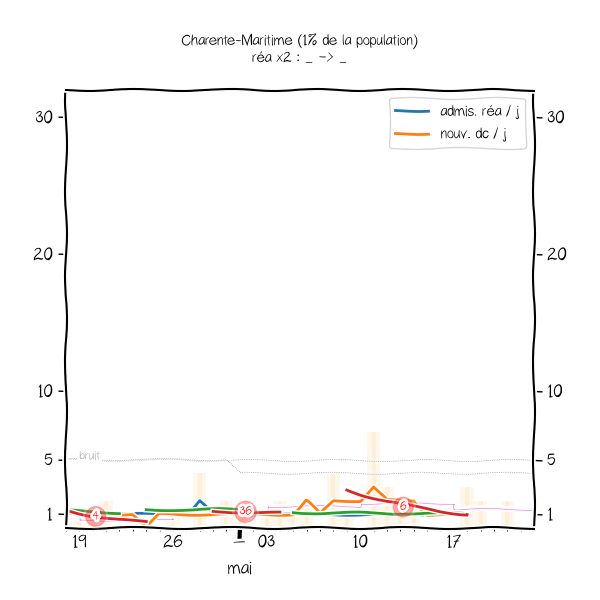 Charente-Maritime (1% de la population)
réa x2 : _ -> _
admis. réa / j
nouv. dc / j
30 30
20 20
10 10
5 bruit 5
1 4 36 6 1
19 26 1 03 10 17
mai